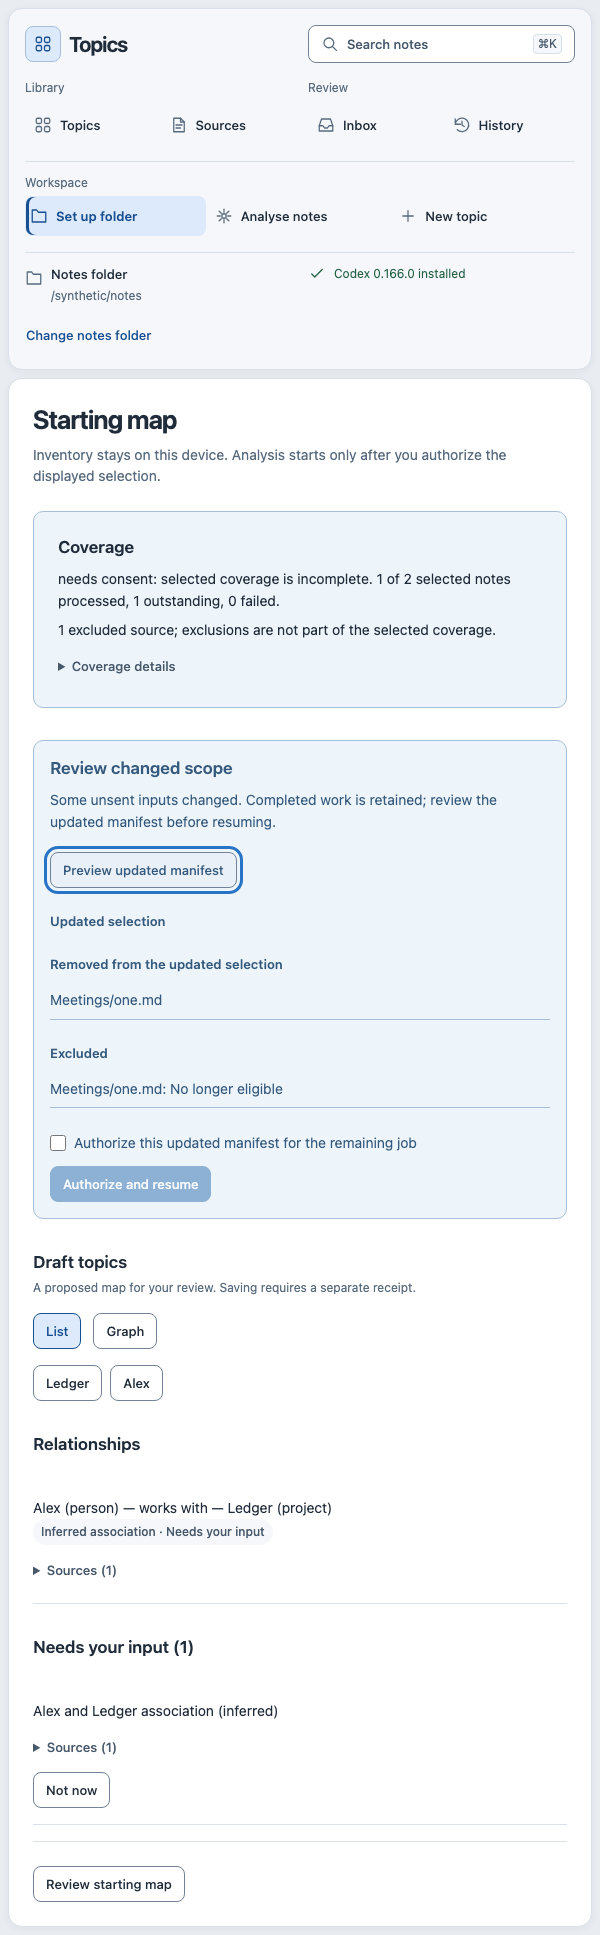 Topics
Search notes
⌘K
Library
Review
Topics
Sources
Inbox
History
Workspace
Set up folder
Analyse notes
New topic
Notes folder
/synthetic/notes
Codex 0.166.0 installed
Change notes folder
Starting map
Inventory stays on this device. Analysis starts only after you authorize the
displayed selection.
Coverage
needs consent: selected coverage is incomplete. 1 of 2 selected notes
processed, 1 outstanding, 0 failed.
1 excluded source; exclusions are not part of the selected coverage.
Coverage details
Review changed scope
Some unsent inputs changed. Completed work is retained; review the
updated manifest before resuming.
Preview updated manifest
Updated selection
Removed from the updated selection
Meetings/one.md
Excluded
Meetings/one.md: No longer eligible
Authorize this updated manifest for the remaining job
Authorize and resume
Draft topics
A proposed map for your review. Saving requires a separate receipt.
List
Graph
Ledger
Alex
Relationships
Alex (person) — works with — Ledger (project)
Inferred association · Needs your input
Sources (1)
Needs your input (1)
Alex and Ledger association (inferred)
Sources (1)
Not now
Review starting map